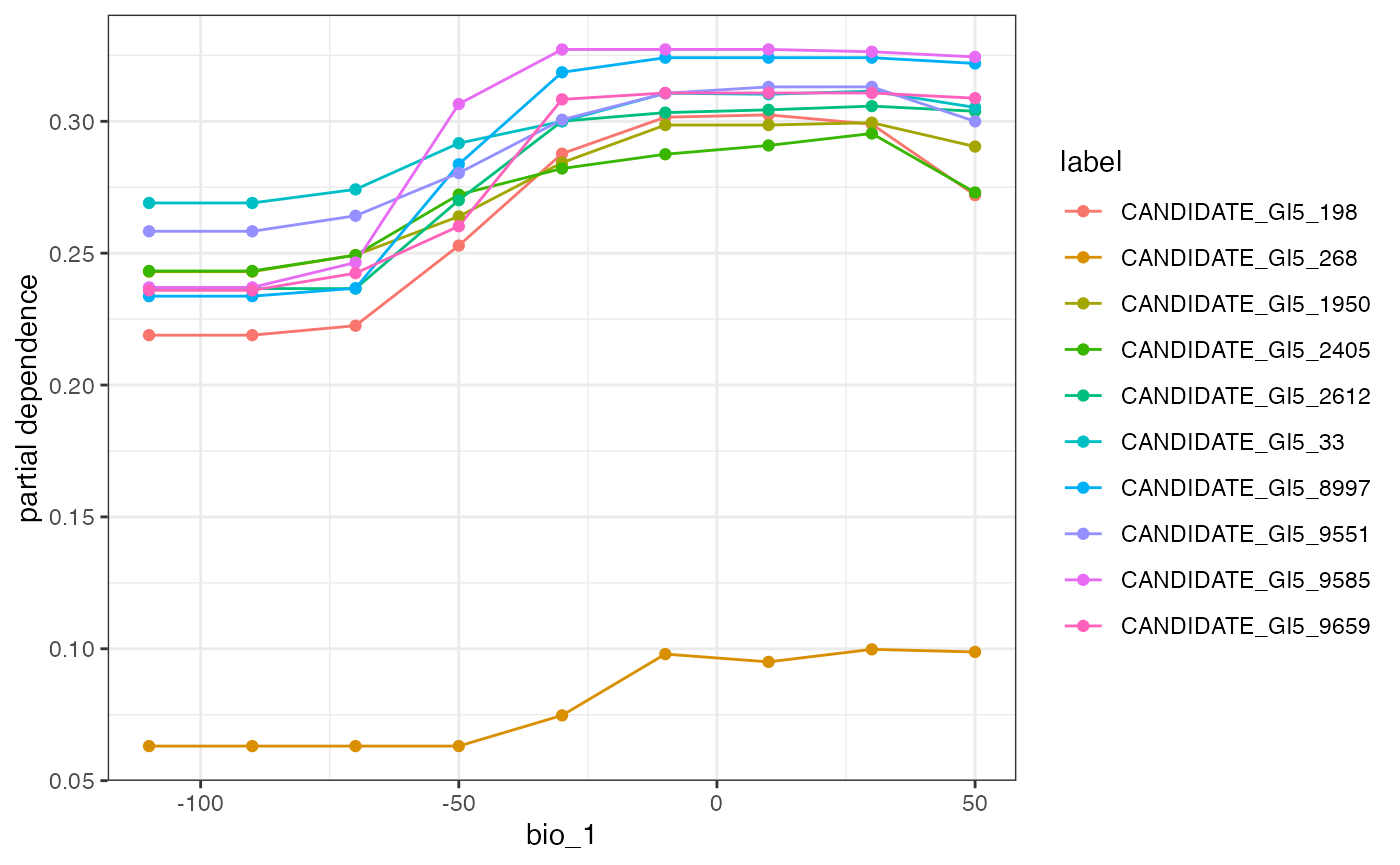 partial dependence
0.30
0.25
0.20
0.15
0.10
0.05
-100
-50
0
50
bio_1
label
CANDIDATE_GI5_198
CANDIDATE_GI5_268
CANDIDATE_GI5_1950
CANDIDATE_GI5_2405
CANDIDATE_GI5_2612
CANDIDATE_GI5_33
CANDIDATE_GI5_8997
CANDIDATE_GI5_9551
CANDIDATE_GI5_9585
CANDIDATE_GI5_9659